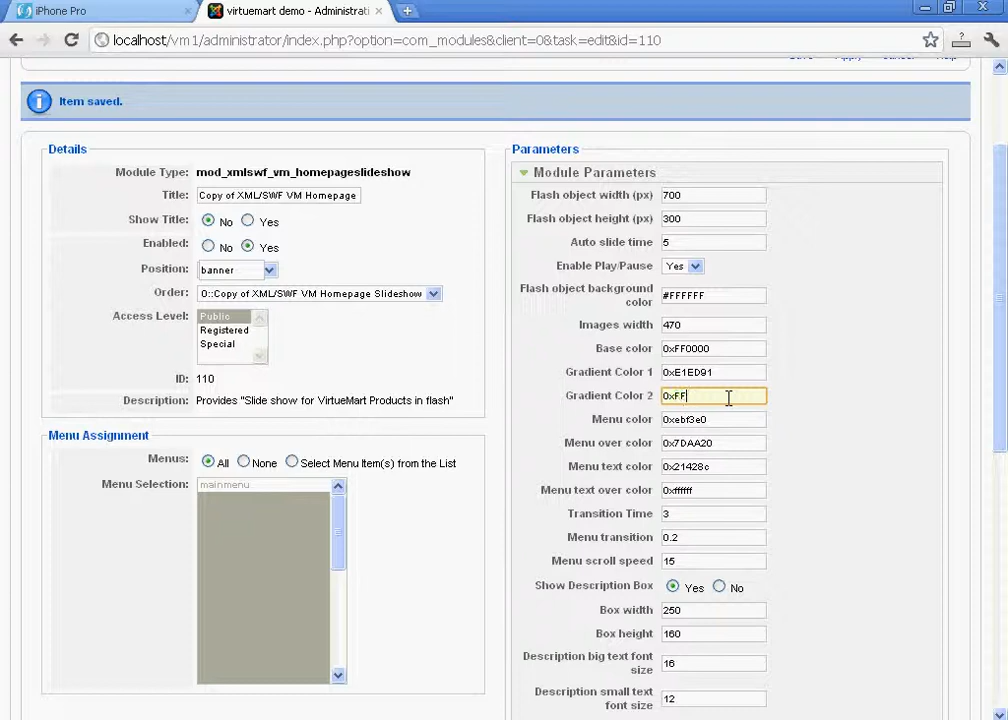 iPhone Pro
virtuemart demo - Administrati
localhost/vm1/administrator/index.php?option=com_modules&client=0&task=edit&id=110
Item saved.
Details
Module Type: mod_xmlswf_vm_homepageslideshow
Title: Copy of XML/SWF VM Homepage
Show Title: No Yes
Enabled: No Yes
Position: banner
Order: 0::Copy of XML/SWF VM Homepage Slideshow
Access Level: Public
Registered
Special
ID: 110
Description: Provides "Slide show for VirtueMart Products in flash"
Menu Assignment
Menus: All None Select Menu Item(s) from the List
Menu Selection: mainmenu
Parameters
Module Parameters
Flash object width (px) 700
Flash object height (px) 300
Auto slide time 5
Enable Play/Pause Yes
Flash object background
color #FFFFFF
Images width 470
Base color 0xFF0000
Gradient Color 1 0xE1ED91
Gradient Color 2 0xFF
Menu color 0xebf3e0
Menu over color 0x7DAA20
Menu text color 0x21428c
Menu text over color 0xffffff
Transition Time 3
Menu transition 0.2
Menu scroll speed 15
Show Description Box Yes No
Box width 250
Box height 160
Description big text font
size 16
Description small text
font size 12